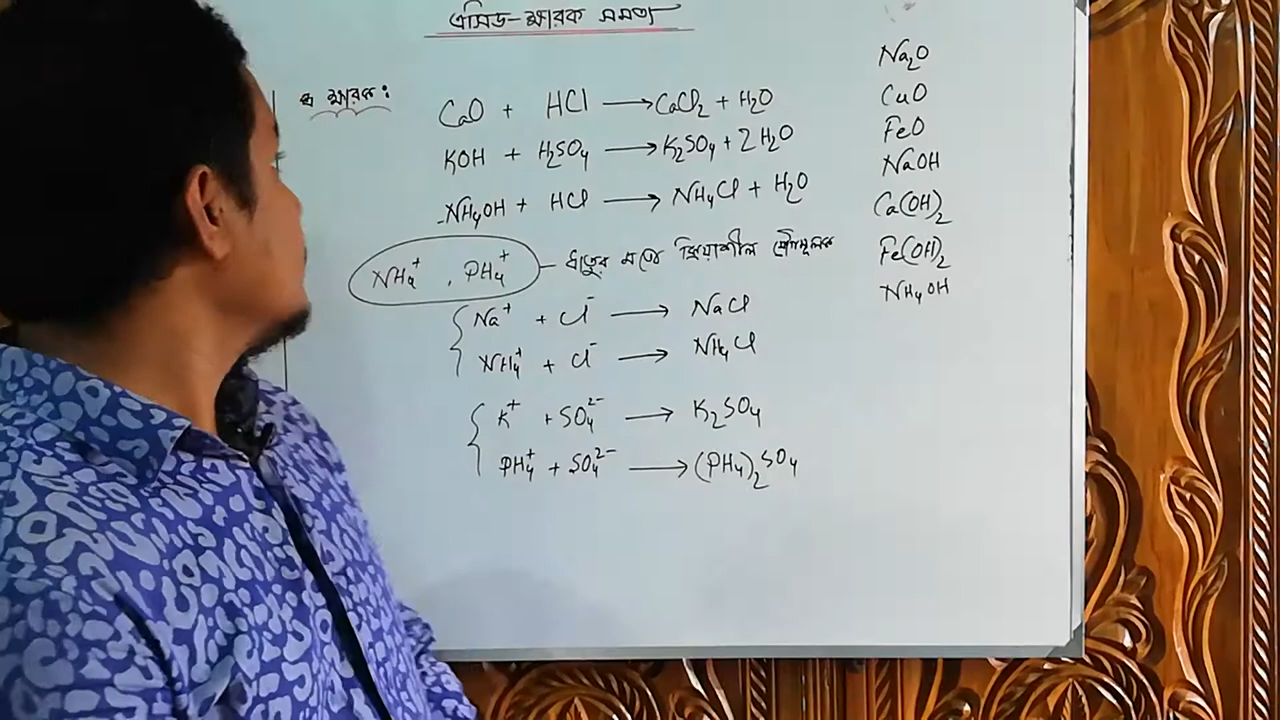 এসিড-ক্ষারক সমতা
ক্ষারক:
CaO + HCl ⟶ CaCl₂ + H₂O
KOH + H₂SO₄ ⟶ K₂SO₄ + 2H₂O
NH₄OH + HCl ⟶ NH₄Cl + H₂O
NH₄⁺, PH₄⁺ – ধাতুর মতো ক্রিয়াশীল যৌগমূলক
Na⁺ + Cl⁻ ⟶ NaCl
NH₄⁺ + Cl⁻ ⟶ NH₄Cl
K⁺ + SO₄²⁻ ⟶ K₂SO₄
PH₄⁺ + SO₄²⁻ ⟶ (PH₄)₂SO₄
Na₂O
CuO
FeO
NaOH
Ca(OH)₂
Fe(OH)₂
NH₄OH